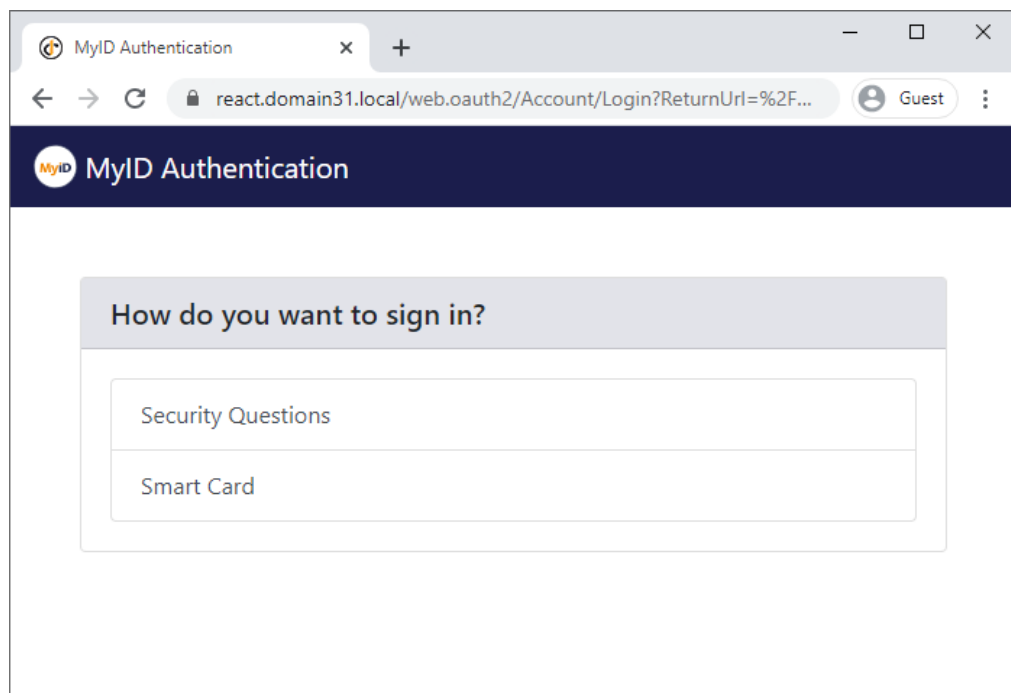 MyID Authentication
react.domain31.local/web.oauth2/Account/Login?ReturnUrl=%2F...
Guest
MyiD MyID Authentication
How do you want to sign in?
Security Questions
Smart Card